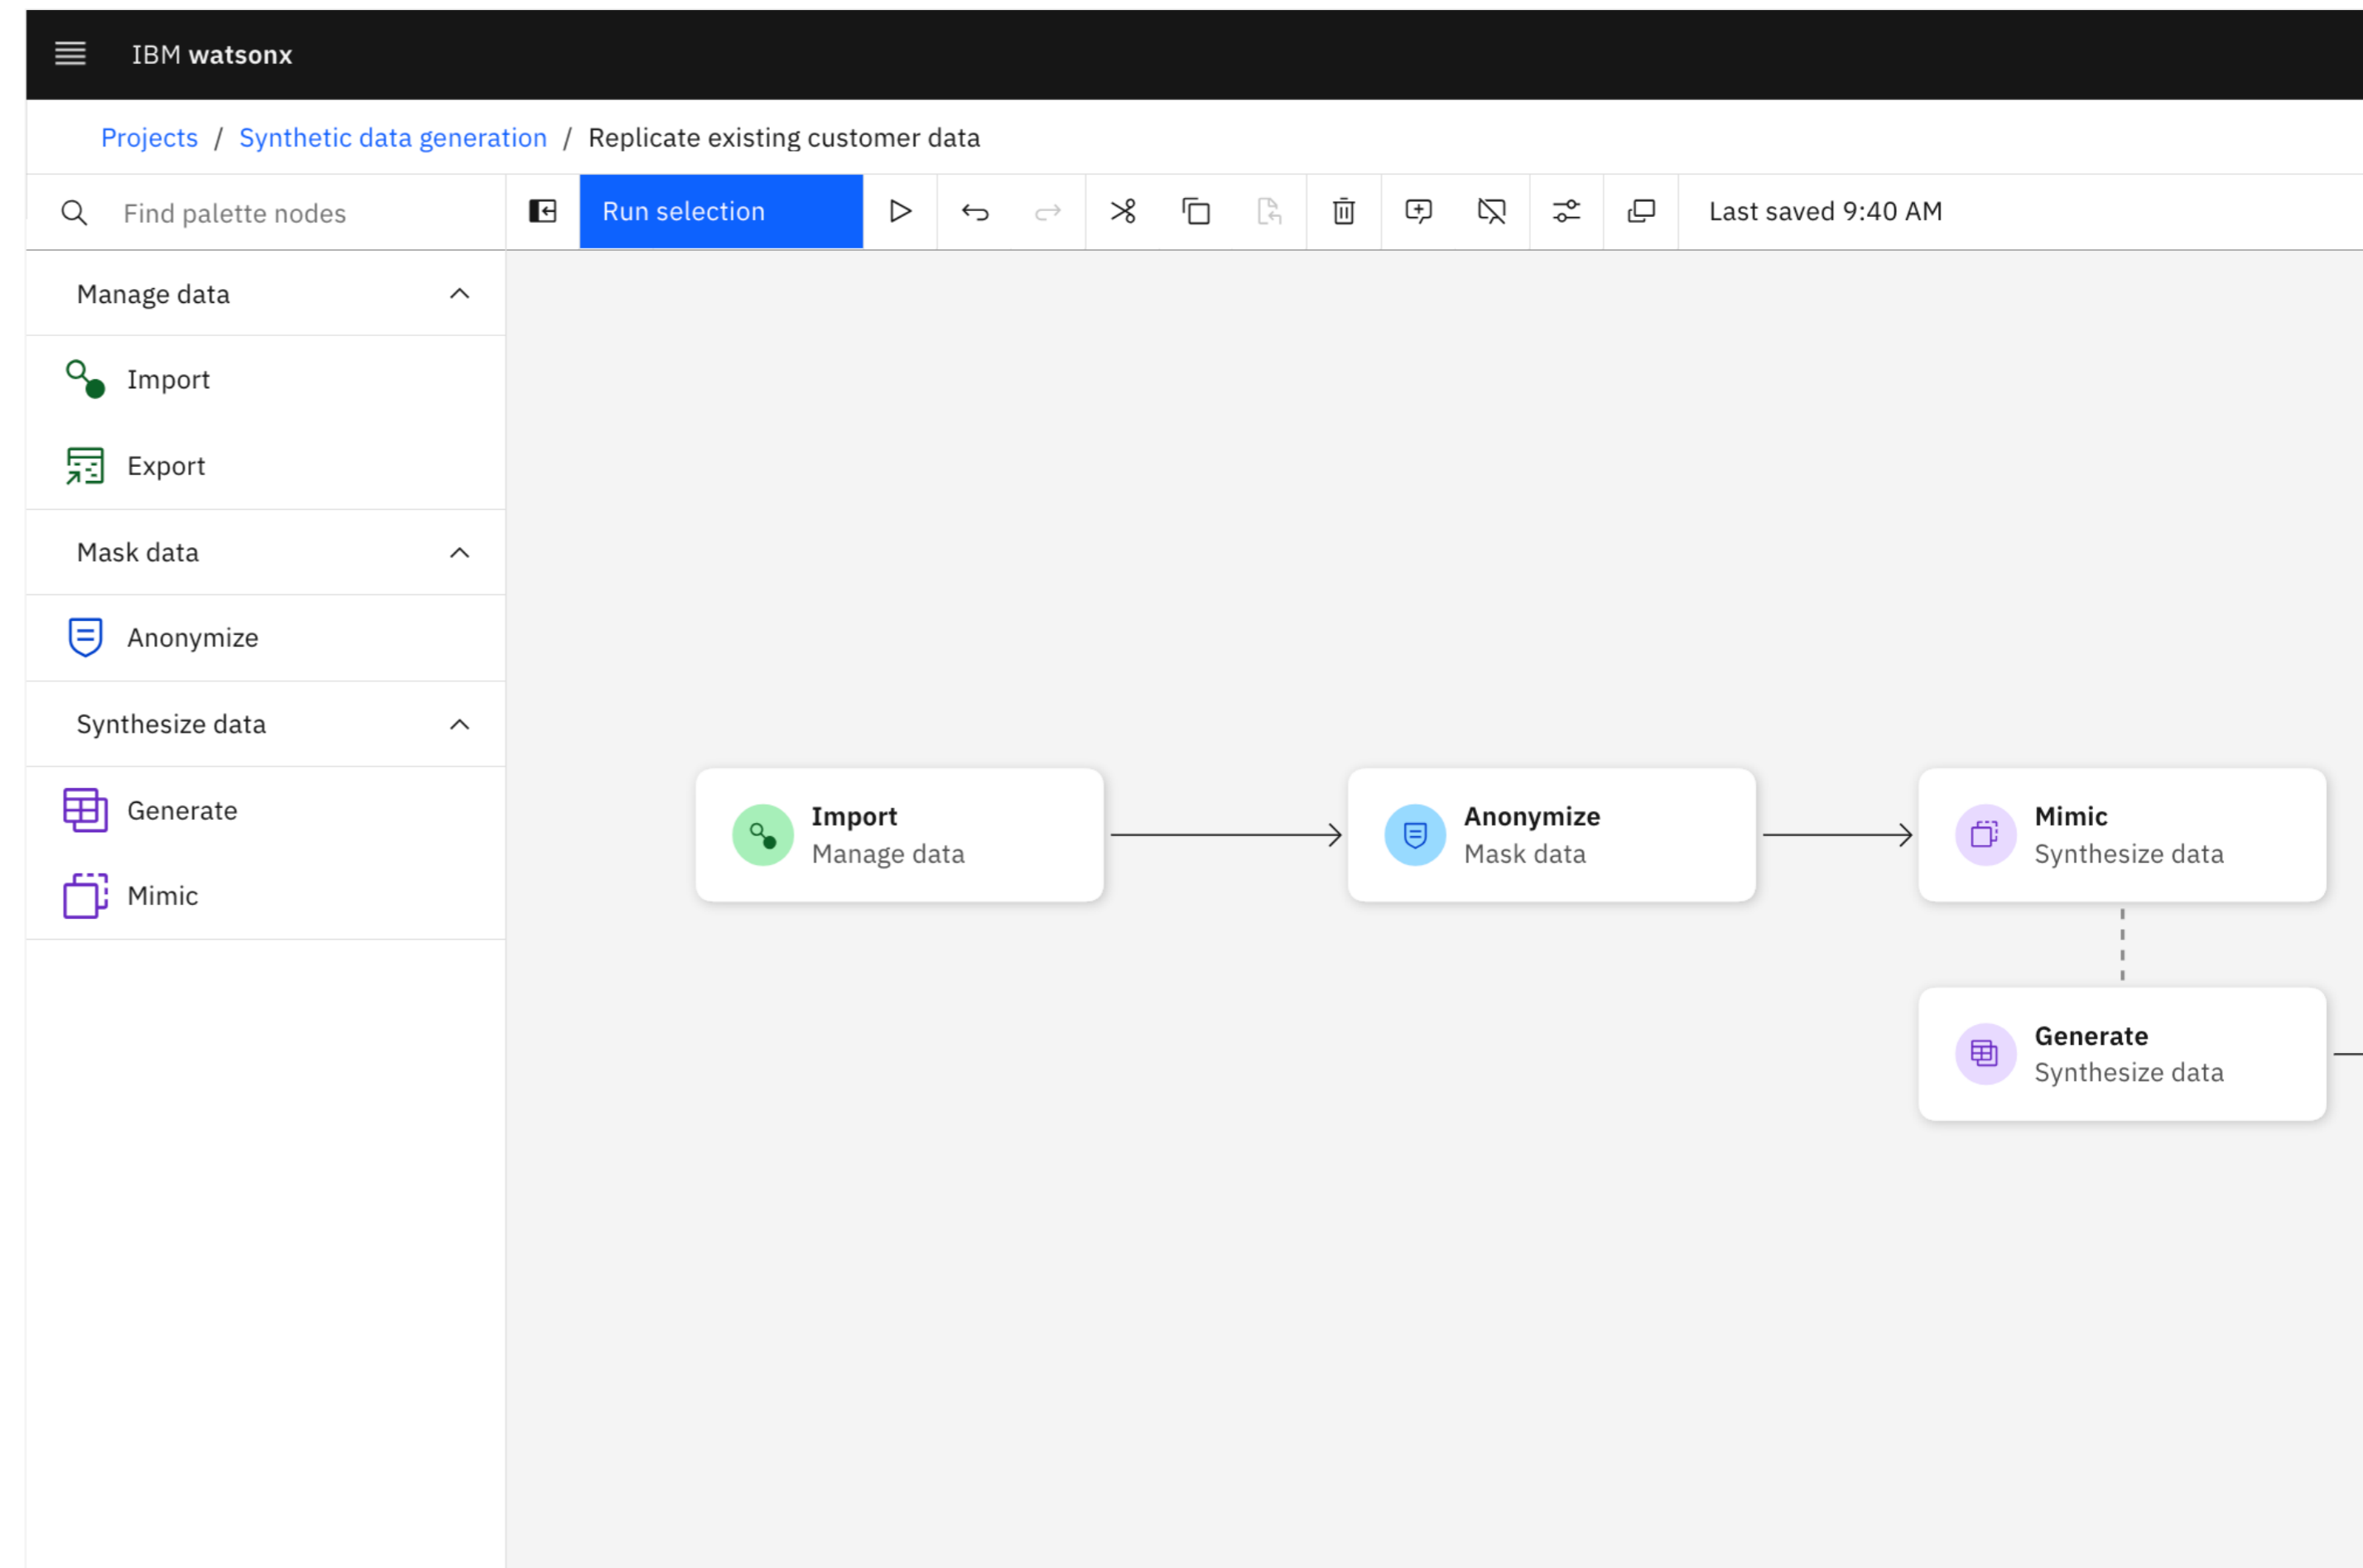 IBM watsonx
Projects / Synthetic data generation / Replicate existing customer data
Find palette nodes
Run selection
Last saved 9:40 AM
Manage data
Import
Export
Mask data
Anonymize
Synthesize data
Generate
Mimic
Import
Manage data
Anonymize
Mask data
Mimic
Synthesize data
Generate
Synthesize data